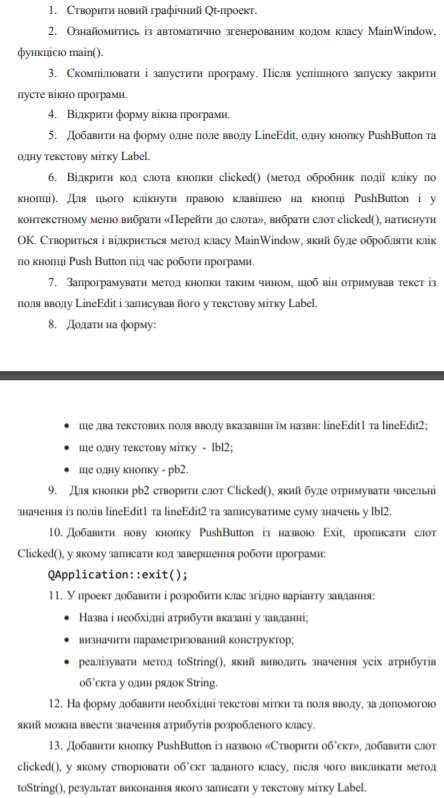 1. Створити новий графічний Qt-проект.
2. Ознайомитись із автоматично згенерованим кодом класу MainWindow,
функцією main().
3. Скомпілювати і запустити програму. Після успішного запуску закрити
пусте вікно програми.
4. Відкрити форму вікна програми.
5. Добавити на форму одне поле вводу LineEdit, одну кнопку PushButton та
одну текстову мітку Label.
6. Відкрити код слота кнопки clicked() (метод обробник події кліку по
кнопці). Для цього клікнути правою клавішею на кнопці PushButton і у
контекстному меню вибрати «Перейти до слота», вибрати слот clicked(), натиснути
ОК. Створиться і відкриється метод класу MainWindow, який буде обробляти клік
по кнопці Push Button під час роботи програми.
7. Запрограмувати метод кнопки таким чином, щоб він отримував текст із
поля вводу LineEdit і записував його у текстову мітку Label.
8. Додати на форму:
• ще два текстових поля вводу вказавши їм назви: lineEdit1 та lineEdit2;
• ще одну текстову мітку - lbl2;
• ще одну кнопку - pb2.
9. Для кнопки pb2 створити слот Clicked(), який буде отримувати чисельні
значення із полів lineEdit1 та lineEdit2 та записуватиме суму значень у lbl2.
10. Добавити нову кнопку PushButton із назвою Exit, прописати слот
Clicked(), у якому записати код завершення роботи програми:
QApplication::exit();
11. У проект добавити і розробити клас згідно варіанту завдання:
• Назва і необхідні атрибути вказані у завданні;
• визначити параметризований конструктор;
• реалізувати метод toString(), який виводить значення усіх атрибутів
об'єкта у один рядок String.
12. На форму добавити необхідні текстові мітки та поля вводу, за допомогою
який можна ввести значення атрибутів розробленого класу.
13. Добавити кнопку PushButton із назвою «Створити об'єкт», добавити слот
clicked(), у якому створювати об'єкт заданого класу, після чого викликати метод
toString(), результат виконання якого записати у текстову мітку Label.